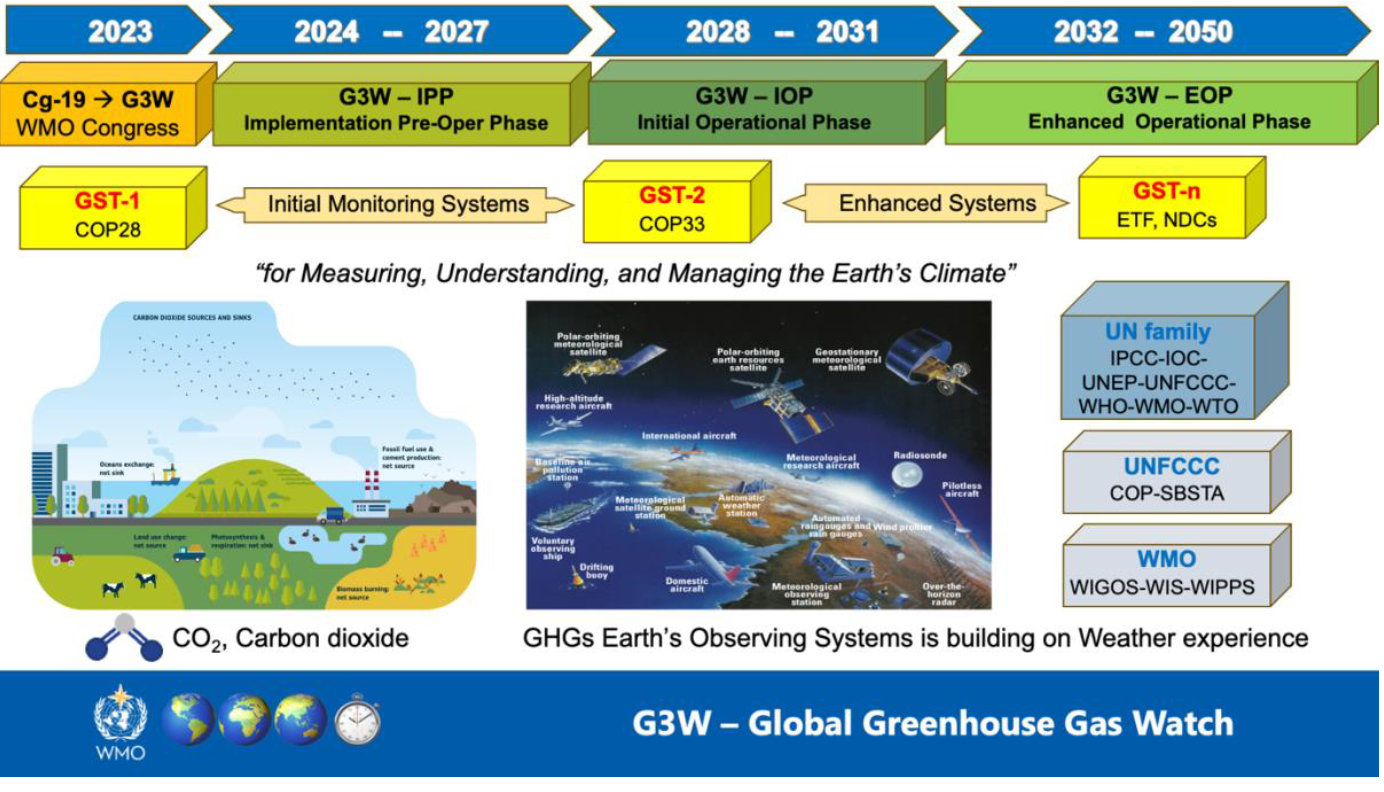 2023
2024 -- 2027
2028 -- 2031
2032 -- 2050
Cg-19 → G3W
WMO Congress
G3W – IPP
Implementation Pre-Oper Phase
G3W – IOP
Initial Operational Phase
G3W – EOP
Enhanced Operational Phase
GST-1
COP28
Initial Monitoring Systems
GST-2
COP33
Enhanced Systems
GST-n
ETF, NDCs
“for Measuring, Understanding, and Managing the Earth’s Climate”
CARBON DIOXIDE SOURCES AND SINKS
Oceans exchange:
net sink
Fossil fuel use &
cement production:
net source
Land use change:
net source
Photosynthesis &
respiration: net sink
Biomass burning:
net source
CO₂, Carbon dioxide
Polar-orbiting
meteorological
satellite
Polar-orbiting
earth resources
satellite
Geostationary
meteorological
satellite
High-altitude
research aircraft
International aircraft
Baseline air
pollution
station
Meteorological
research aircraft
Radiosonde
Pilotless
aircraft
Meteorological
satellite ground
station
Automatic
weather
station
Automated
raingauges and
rain gauges
Wind profiler
Voluntary
observing
ship
Drifting
buoy
Domestic
aircraft
Meteorological
observing
station
Over-the-
horizon
radar
GHGs Earth’s Observing Systems is building on Weather experience
UN family
IPCC-IOC-
UNEP-UNFCCC-
WHO-WMO-WTO
UNFCCC
COP-SBSTA
WMO
WIGOS-WIS-WIPPS
WMO
G3W – Global Greenhouse Gas Watch